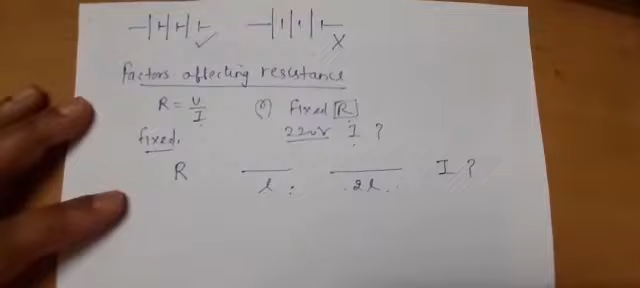 ✓ X
Factors affecting resistance
R = V/I (r) Fixed [R]
fixed. 220V I ?
R l . 2l . I ?